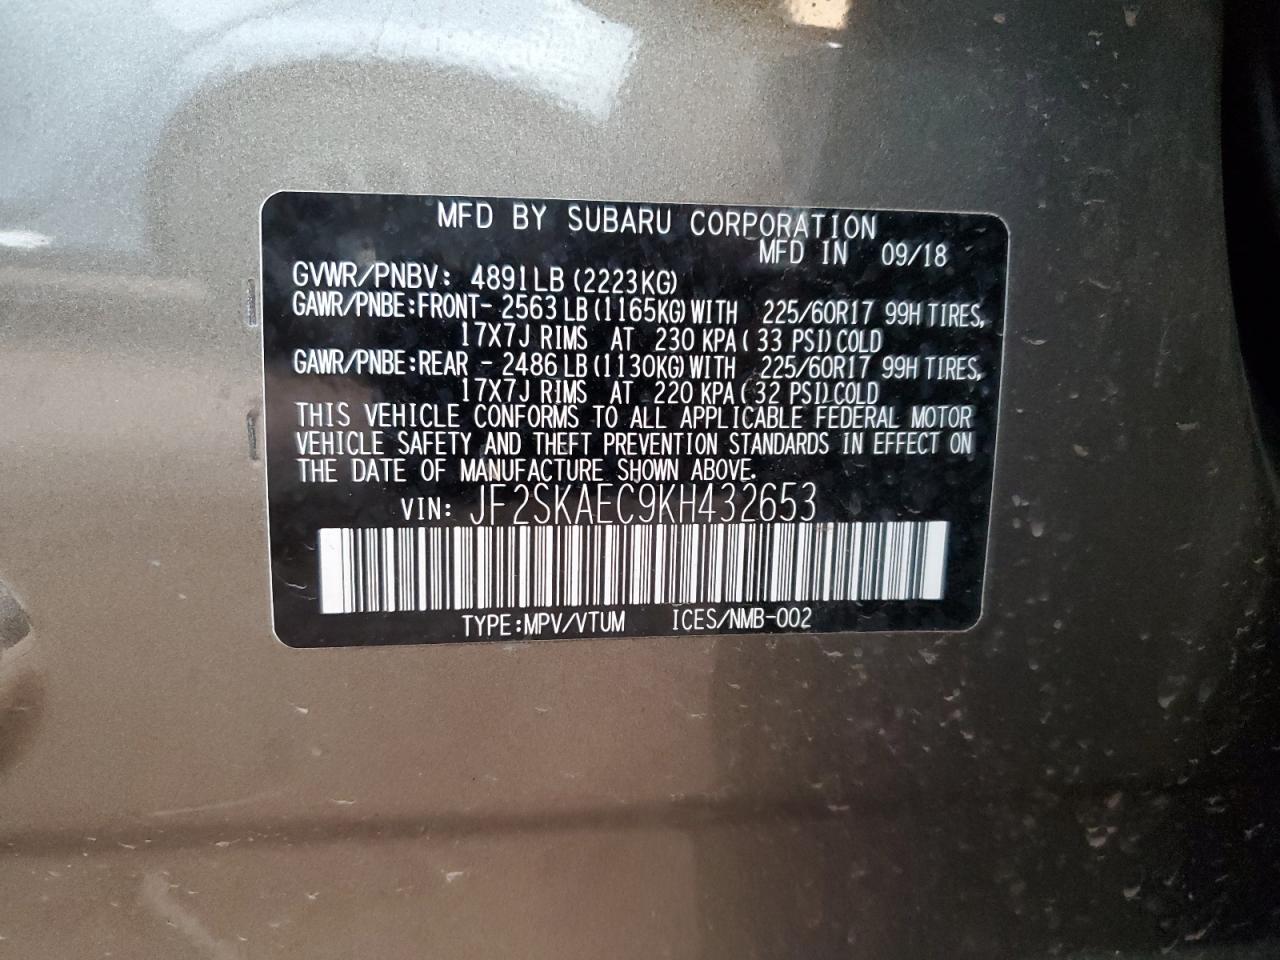 MFD BY SUBARU CORPORATION
MFD IN 09/18
GVWR/PNBV: 4891LB (2223KG)
GAWR/PNBE:FRONT- 2563 LB (1165KG) WITH 225/60R17 99H TIRES,
17X7J RIMS AT 230 KPA ( 33 PSI) COLD
GAWR/PNBE:REAR - 2486 LB (1130KG) WITH 225/60R17 99H TIRES,
17X7J RIMS AT 220 KPA ( 32 PSI) COLD
THIS VEHICLE CONFORMS TO ALL APPLICABLE FEDERAL MOTOR
VEHICLE SAFETY AND THEFT PREVENTION STANDARDS IN EFFECT ON
THE DATE OF MANUFACTURE SHOWN ABOVE.
VIN: JF2SKAEC9KH432653
TYPE:MPV/VTUM ICES/NMB-002